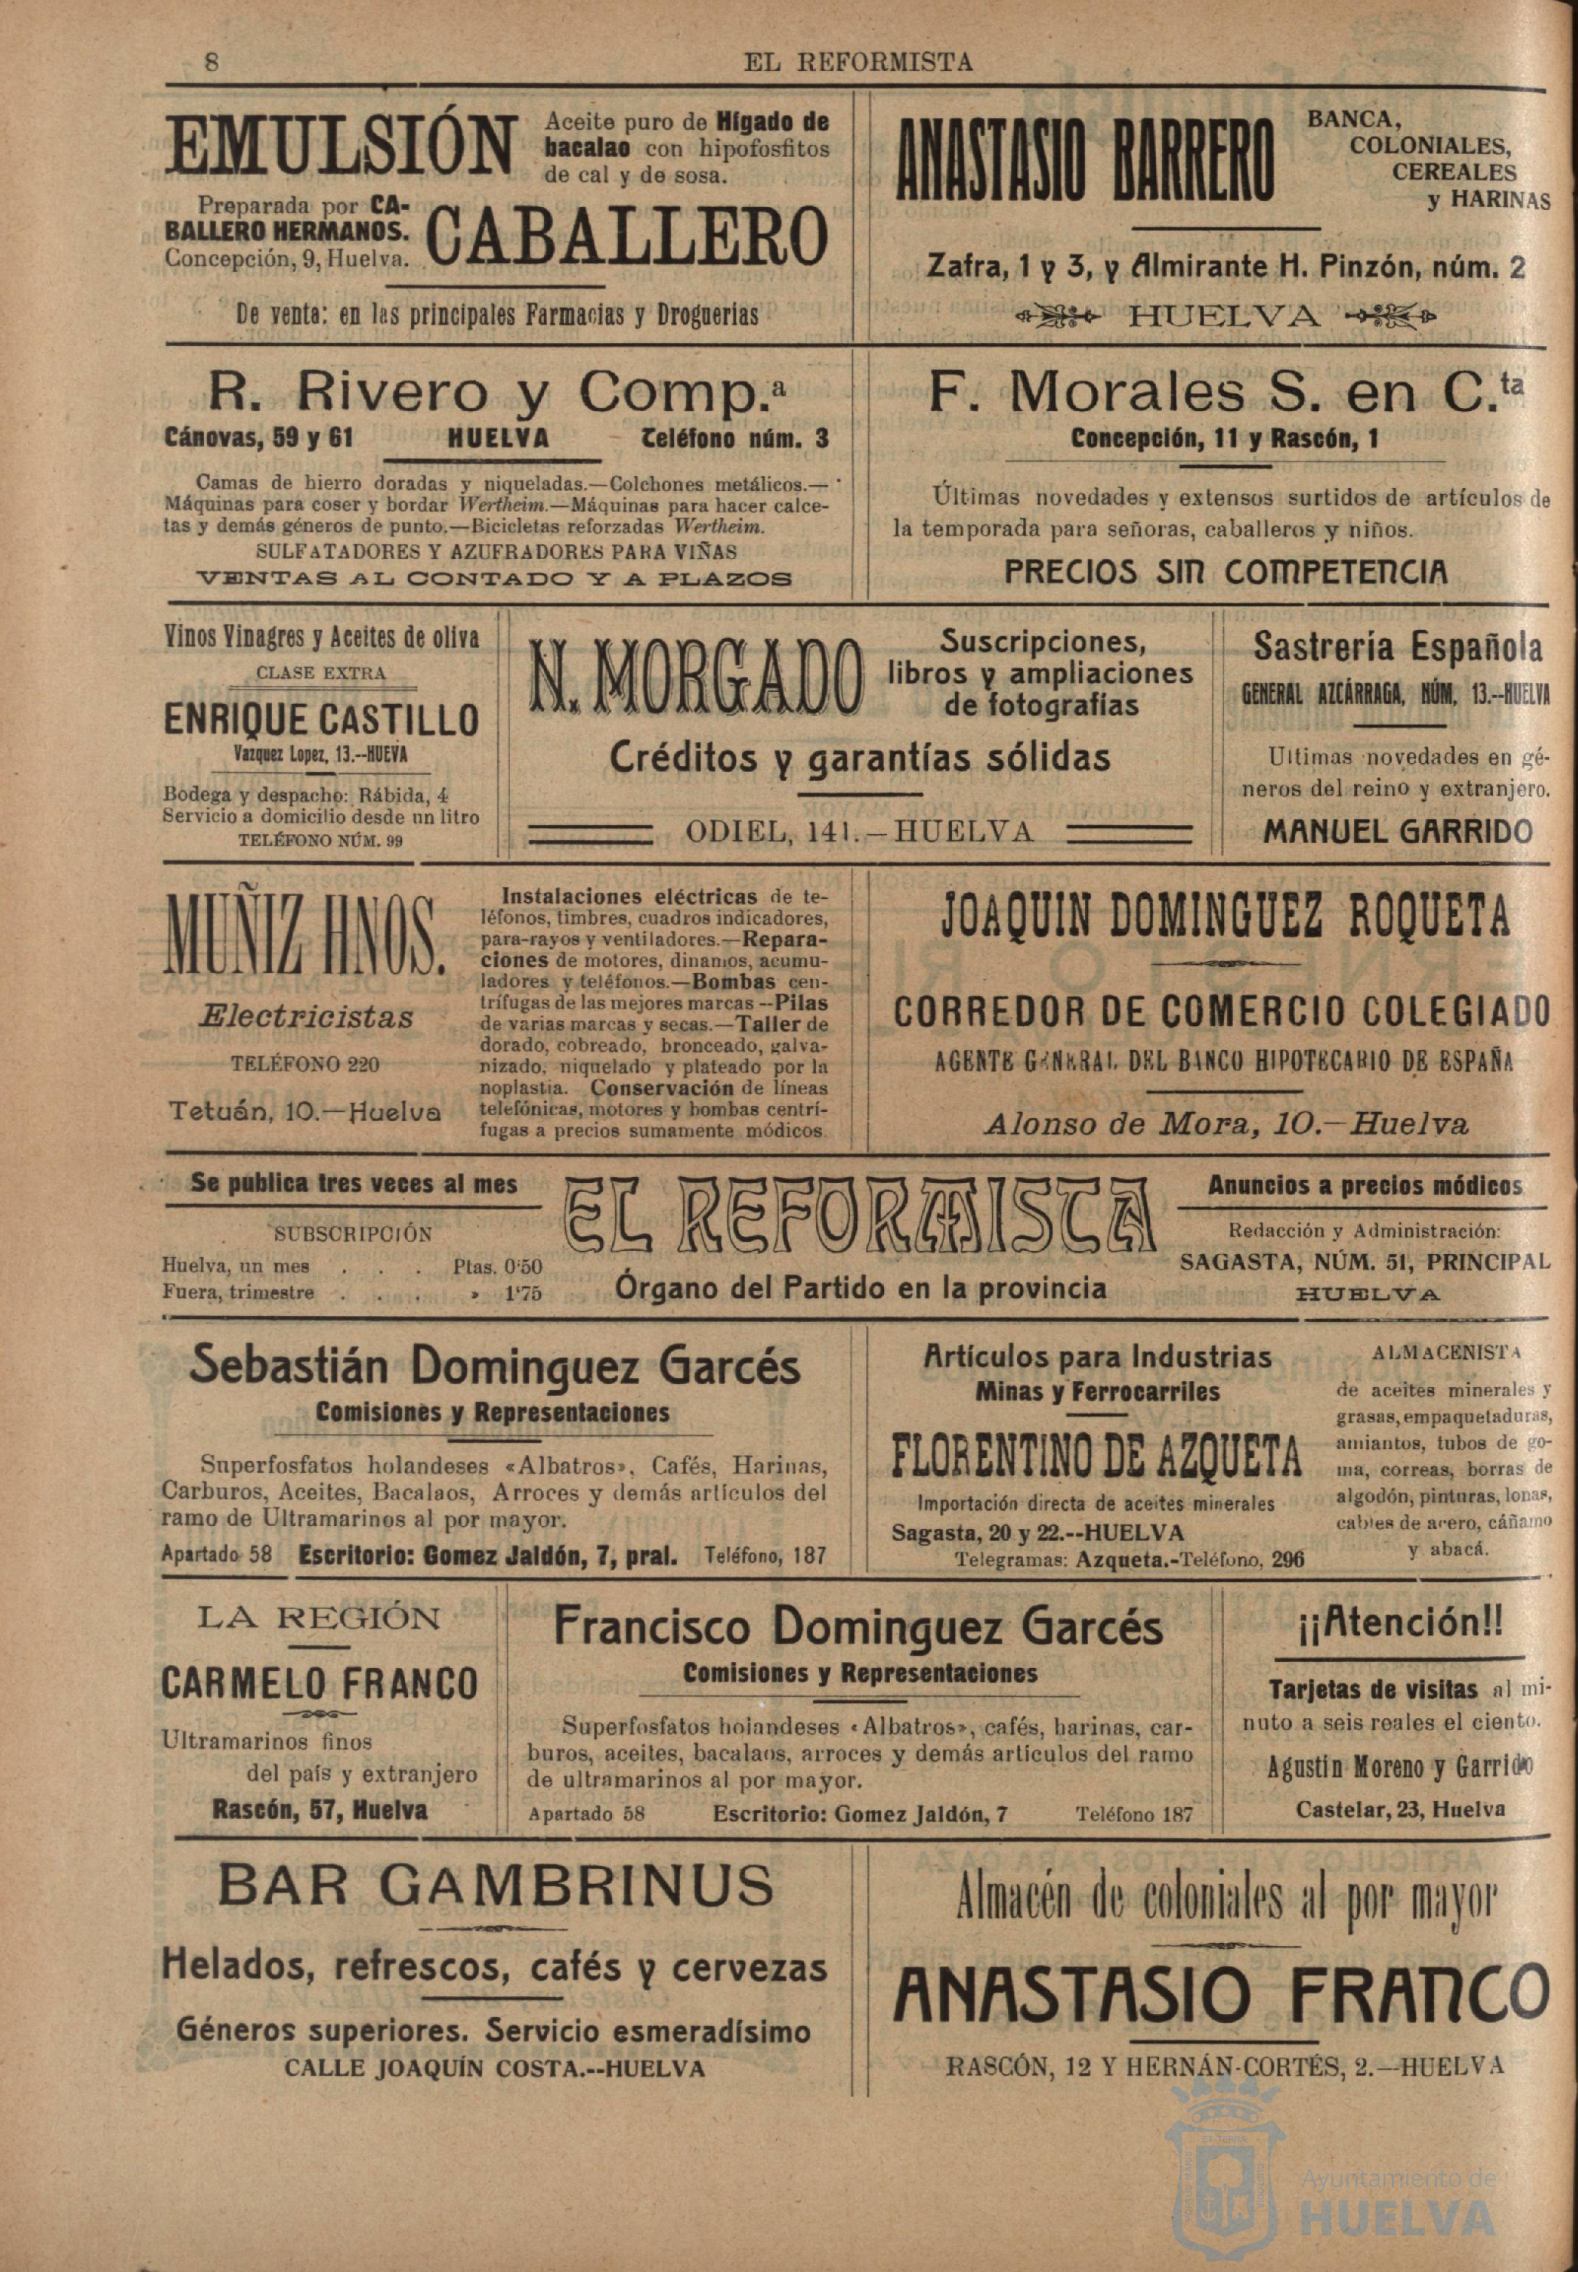 8
EL REFORMISTA
EMULSIÓN
Aceite puro de Hígado de
bacalao con hipofosfitos
de cal y de sosa.
Preparada por CA-
BALLERO HERMANOS.
Concepción, 9, Huelva.
CABALLERO
De venta: en las principales Farmacias y Droguerias
ANASTASIO BARRERO
BANCA,
COLONIALES,
CEREALES
y HARINAS
Zafra, 1 y 3, y Almirante H. Pinzón, núm. 2
HUELVA
R. Rivero y Comp.ª
Cánovas, 59 y 61 HUELVA Teléfono núm. 3
Camas de hierro doradas y niqueladas.—Colchones metálicos.—
Máquinas para coser y bordar Wertheim.—Máquinas para hacer calce-
tas y demás géneros de punto.—Bicicletas reforzadas Wertheim.
SULFATADORES Y AZUFRADORES PARA VIÑAS
VENTAS AL CONTADO Y A PLAZOS
F. Morales S. en C.ta
Concepción, 11 y Rascón, 1
Últimas novedades y extensos surtidos de artículos de
la temporada para señoras, caballeros y niños.
PRECIOS SIN COMPETENCIA
Vinos Vinagres y Aceites de oliva
CLASE EXTRA
ENRIQUE CASTILLO
Vazquez Lopez, 13.--HUEVA
Bodega y despacho: Rábida, 4
Servicio a domicilio desde un litro
TELÉFONO NÚM. 99
N. MORGADO
Suscripciones,
libros y ampliaciones
de fotografías
Créditos y garantías sólidas
ODIEL, 141.—HUELVA
Sastrería Española
GENERAL AZCÁRRAGA, NÚM. 13.--HUELVA
Ultimas novedades en gé-
neros del reino y extranjero.
MANUEL GARRIDO
MUÑIZ HNOS.
Electricistas
TELÉFONO 220
Tetuán, 10.—Huelva
Instalaciones eléctricas de te-
léfonos, timbres, cuadros indicadores,
para-rayos y ventiladores.—Repara-
ciones de motores, dinamos, acumu-
ladores y teléfonos.—Bombas cen-
trífugas de las mejores marcas --Pilas
de varias marcas y secas.—Taller de
dorado, cobreado, bronceado, galva-
nizado, niquelado y plateado por la
noplastia. Conservación de líneas
telefónicas, motores y bombas centrí-
fugas a precios sumamente módicos.
JOAQUIN DOMINGUEZ ROQUETA
CORREDOR DE COMERCIO COLEGIADO
AGENTE GENERAL DEL BANCO HIPOTECARIO DE ESPAÑA
Alonso de Mora, 10.—Huelva
Se publica tres veces al mes
SUBSCRIPCIÓN
Huelva, un mes . . . Ptas. 0'50
Fuera, trimestre . . . » 1'75
EL REFORMISTA
Órgano del Partido en la provincia
Anuncios a precios módicos
Redacción y Administración:
SAGASTA, NÚM. 51, PRINCIPAL
HUELVA
Sebastián Dominguez Garcés
Comisiones y Representaciones
Superfosfatos holandeses «Albatros», Cafés, Harinas,
Carburos, Aceites, Bacalaos, Arroces y demás artículos del
ramo de Ultramarinos al por mayor.
Apartado 58 Escritorio: Gomez Jaldón, 7, pral. Teléfono, 187
Artículos para Industrias
Minas y Ferrocarriles
FLORENTINO DE AZQUETA
Importación directa de aceites minerales
Sagasta, 20 y 22.--HUELVA
Telegramas: Azqueta.-Teléfono, 296
ALMACENISTA
de aceites minerales y
grasas, empaquetaduras,
amiantos, tubos de go-
ma, correas, borras de
algodón, pinturas, lonas,
cables de acero, cáñamo
y abacá.
LA REGIÓN
CARMELO FRANCO
Ultramarinos finos
del país y extranjero
Rascón, 57, Huelva
Francisco Dominguez Garcés
Comisiones y Representaciones
Superfosfatos holandeses «Albatros», cafés, harinas, car-
buros, aceites, bacalaos, arroces y demás artículos del ramo
de ultramarinos al por mayor.
Apartado 58 Escritorio: Gomez Jaldón, 7 Teléfono 187
¡¡Atención!!
Tarjetas de visitas al mi-
nuto a seis reales el ciento.
Agustin Moreno y Garrido
Castelar, 23, Huelva
BAR GAMBRINUS
Helados, refrescos, cafés y cervezas
Géneros superiores. Servicio esmeradísimo
CALLE JOAQUÍN COSTA.--HUELVA
Almacén de coloniales al por mayor
ANASTASIO FRANCO
RASCÓN, 12 Y HERNÁN-CORTÉS, 2.—HUELVA
Ayuntamiento de
HUELVA